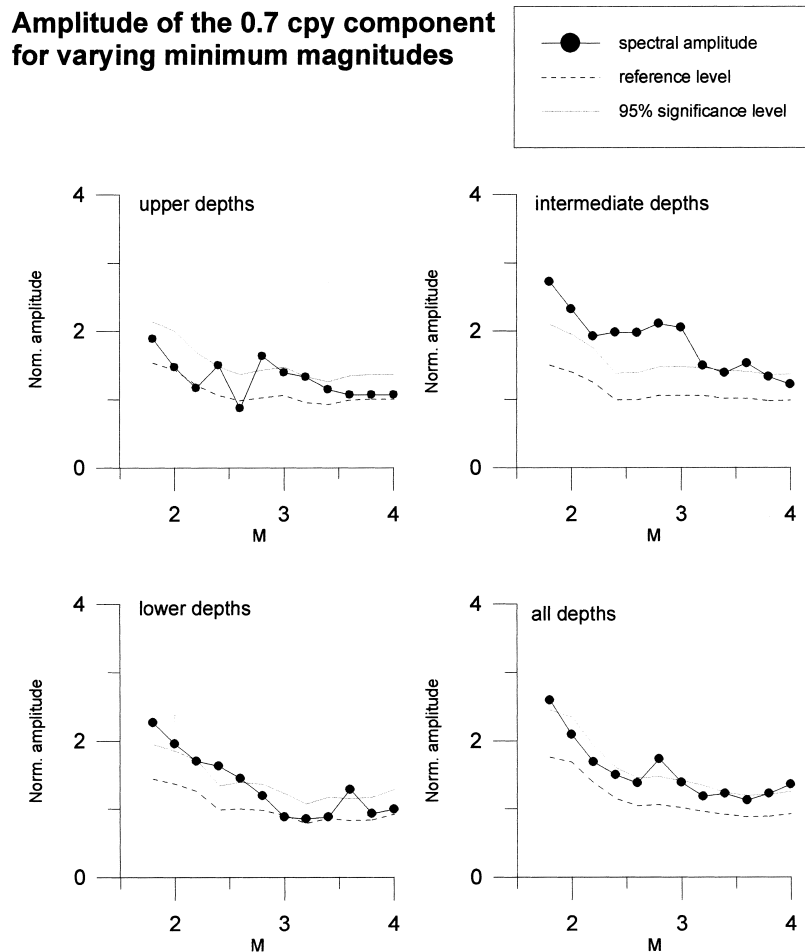 Amplitude of the 0.7 cpy component
for varying minimum magnitudes
spectral amplitude
reference level
95% significance level
upper depths
4
2
0
Norm. amplitude
2 3 4
M
intermediate depths
4
2
0
Norm. amplitude
2 3 4
M
lower depths
4
2
0
Norm. amplitude
2 3 4
M
all depths
4
2
0
Norm. amplitude
2 3 4
M